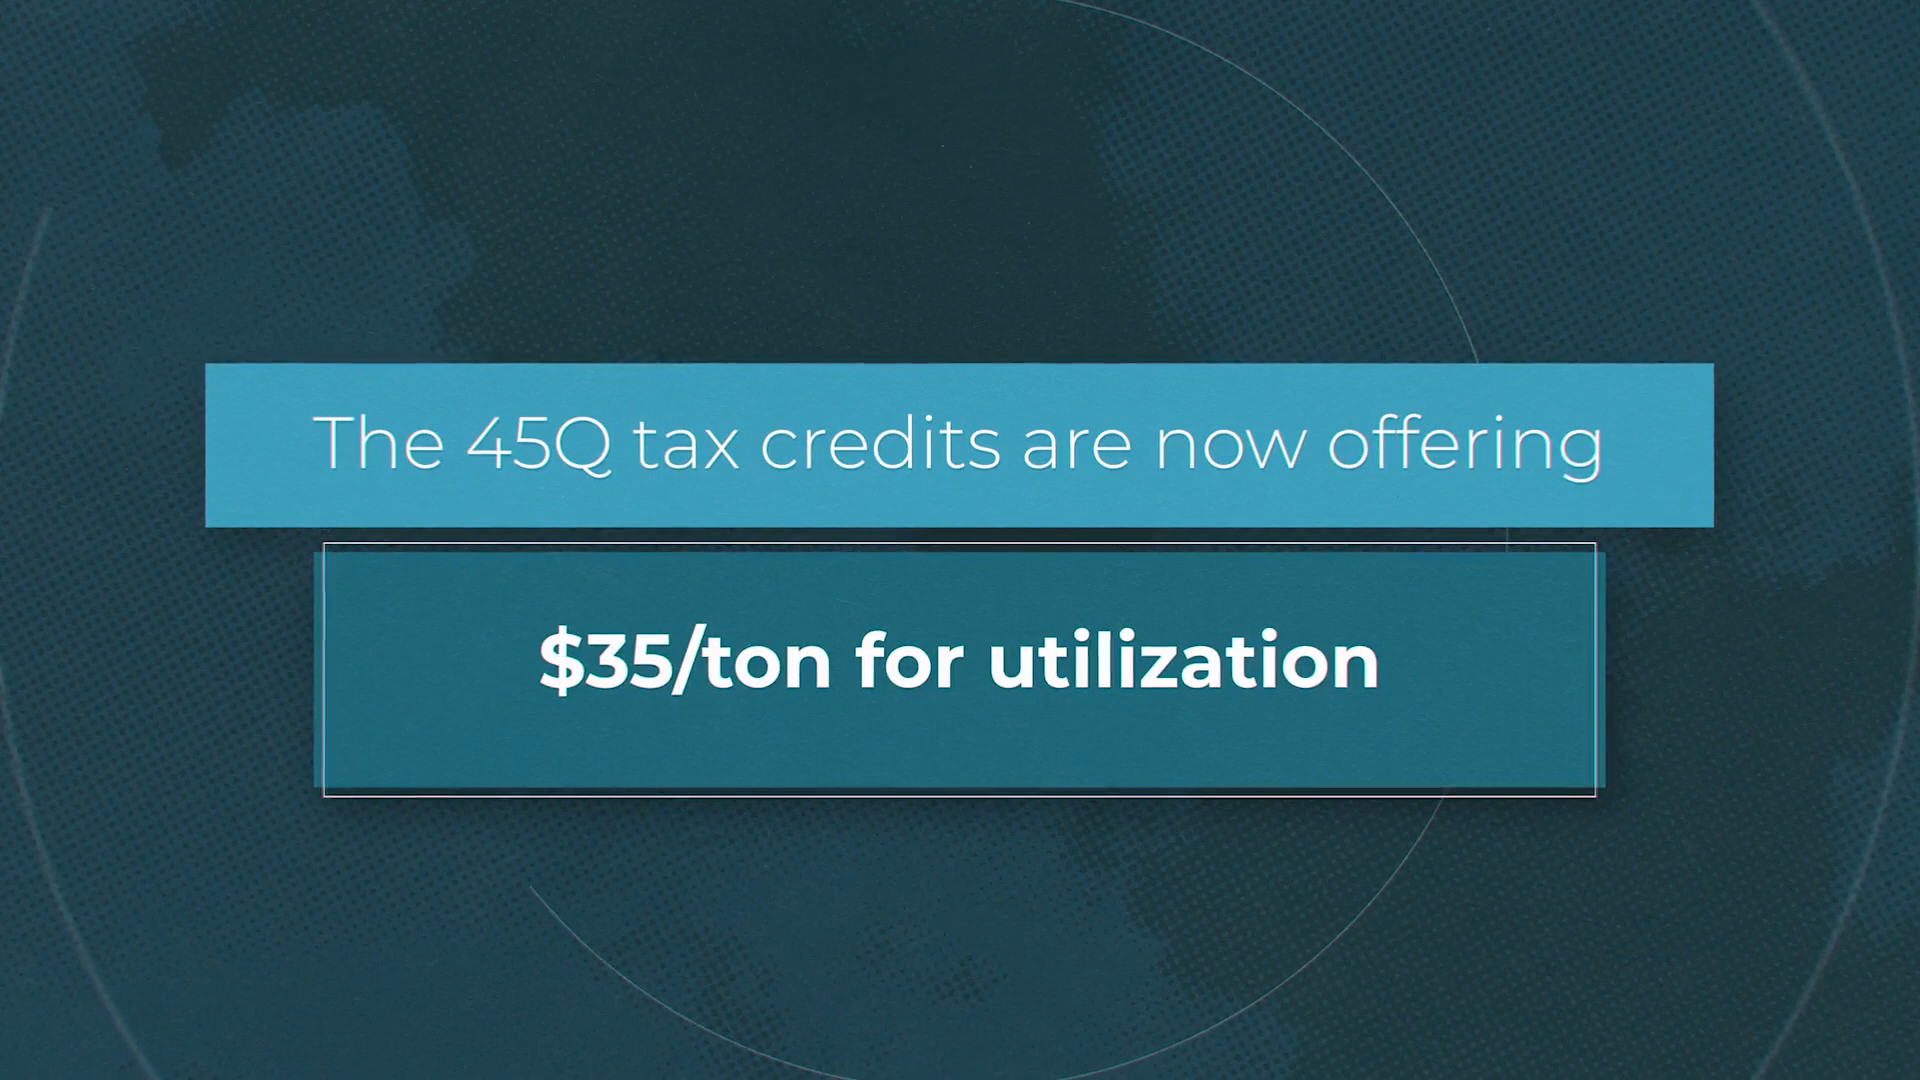 The 45Q tax credits are now offering
$35/ton for utilization